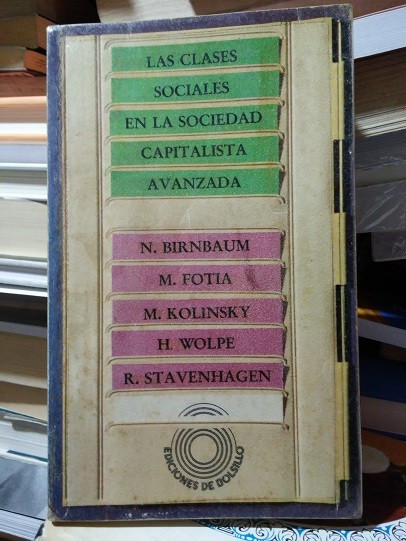 LAS CLASES
SOCIALES
EN LA SOCIEDAD
CAPITALISTA
AVANZADA
N. BIRNBAUM
M. FOTIA
M. KOLINSKY
H. WOLPE
R. STAVENHAGEN
EDICIONES DE BOLSILLO